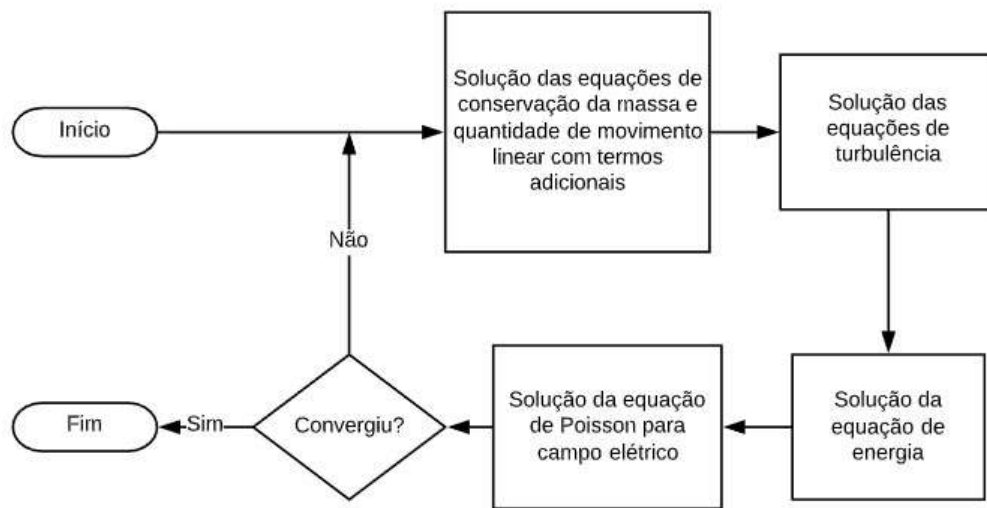 Início
Solução das equações de
conservação da massa e
quantidade de movimento
linear com termos
adicionais
Solução das
equações de
turbulência
Não
Solução da
equação de
energia
Solução da equação
de Poisson para
campo elétrico
Convergiu?
Sim
Fim